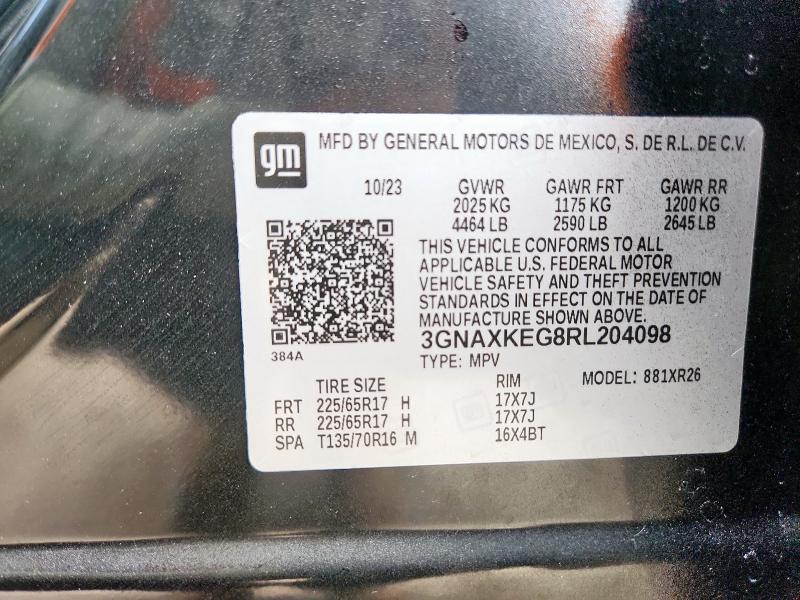 gm
MFD BY GENERAL MOTORS DE MEXICO, S. DE R.L. DE C.V.
10/23 GVWR GAWR FRT GAWR RR
2025 KG 1175 KG 1200 KG
4464 LB 2590 LB 2645 LB
THIS VEHICLE CONFORMS TO ALL
APPLICABLE U.S. FEDERAL MOTOR
VEHICLE SAFETY AND THEFT PREVENTION
STANDARDS IN EFFECT ON THE DATE OF
MANUFACTURE SHOWN ABOVE.
3GNAXKEG8RL204098
384A
TYPE: MPV
MODEL: 881XR26
TIRE SIZE RIM
FRT 225/65R17 H 17X7J
RR 225/65R17 H 17X7J
SPA T135/70R16 M 16X4BT